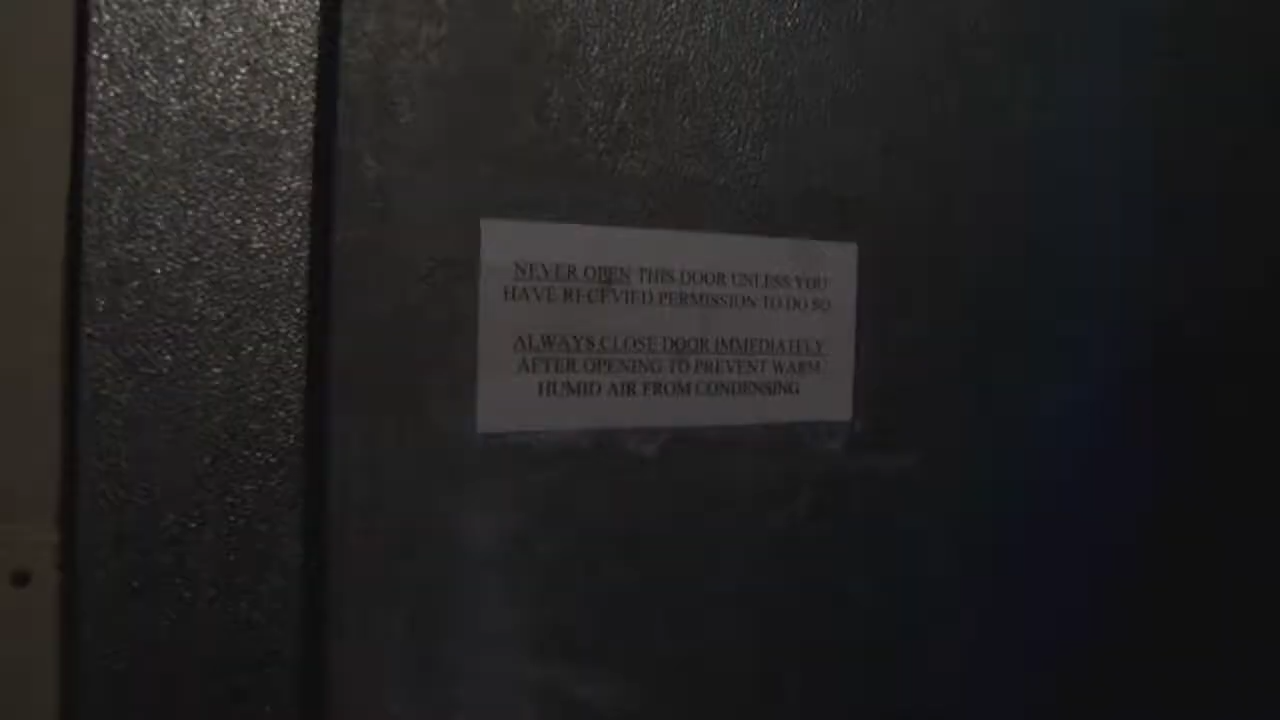 NEVER OPEN THIS DOOR UNLESS YOU
HAVE RECEVIED PERMISSION TO DO SO
ALWAYS CLOSE DOOR IMMEDIATELY
AFTER OPENING TO PREVENT WARM
HUMID AIR FROM CONDENSING